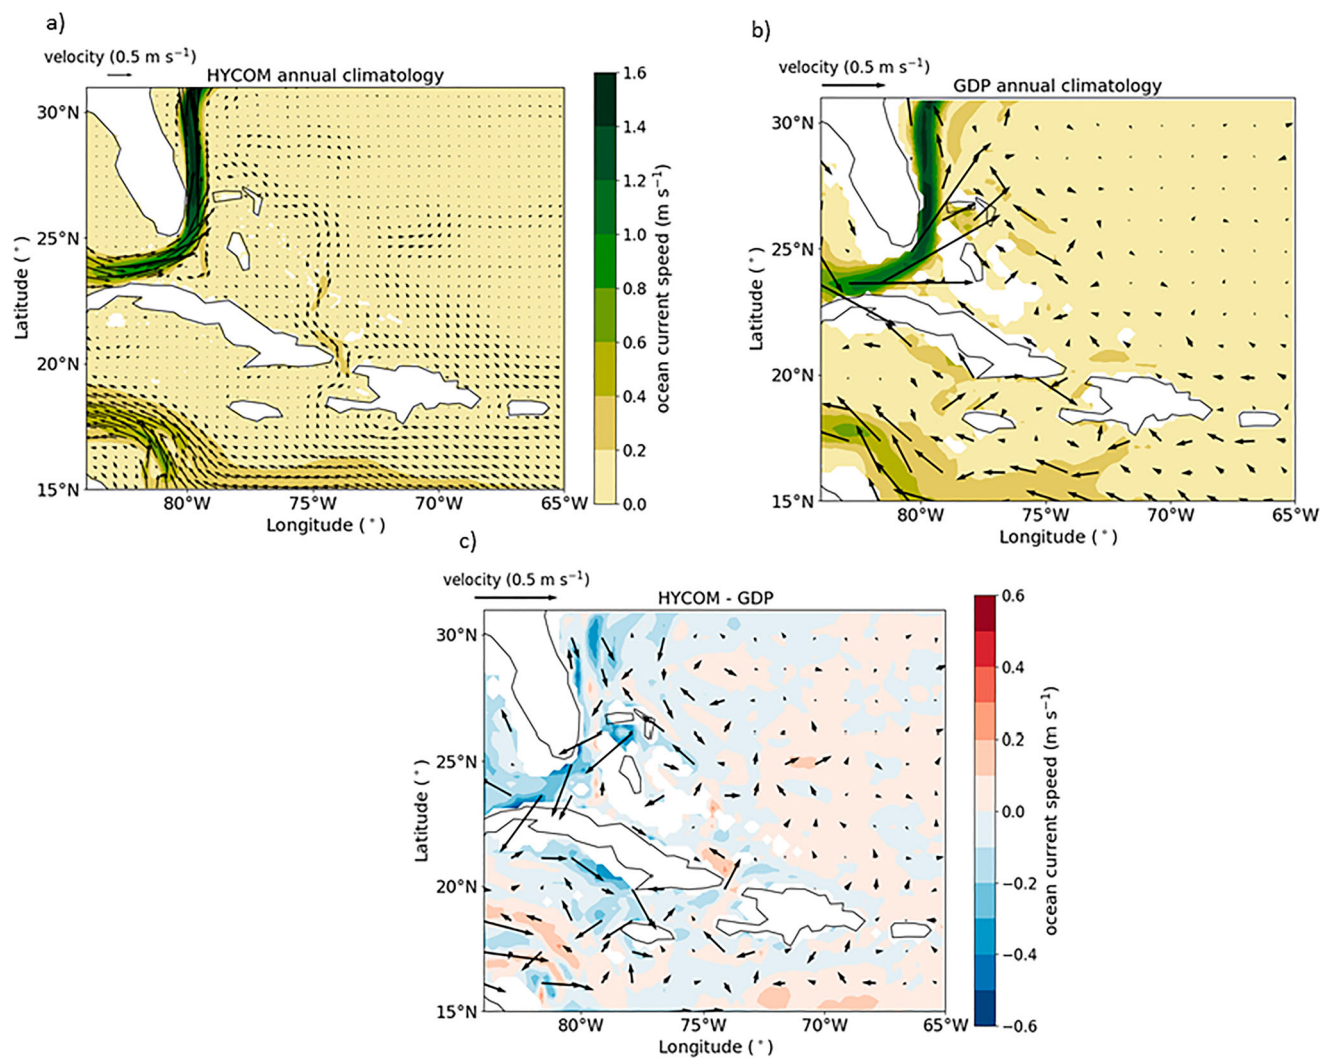 a)
velocity (0.5 m s⁻¹)
HYCOM annual climatology
30°N
25°N
20°N
15°N
Latitude (°)
80°W
75°W
70°W
65°W
Longitude (°)
1.6
1.4
1.2
1.0
0.8
0.6
0.4
0.2
0.0
ocean current speed (m s⁻¹)
b)
velocity (0.5 m s⁻¹)
GDP annual climatology
30°N
25°N
20°N
15°N
Latitude (°)
80°W
75°W
70°W
65°W
Longitude (°)
c)
velocity (0.5 m s⁻¹)
HYCOM - GDP
30°N
25°N
20°N
15°N
Latitude (°)
80°W
75°W
70°W
65°W
Longitude (°)
0.6
0.4
0.2
0.0
−0.2
−0.4
−0.6
ocean current speed (m s⁻¹)